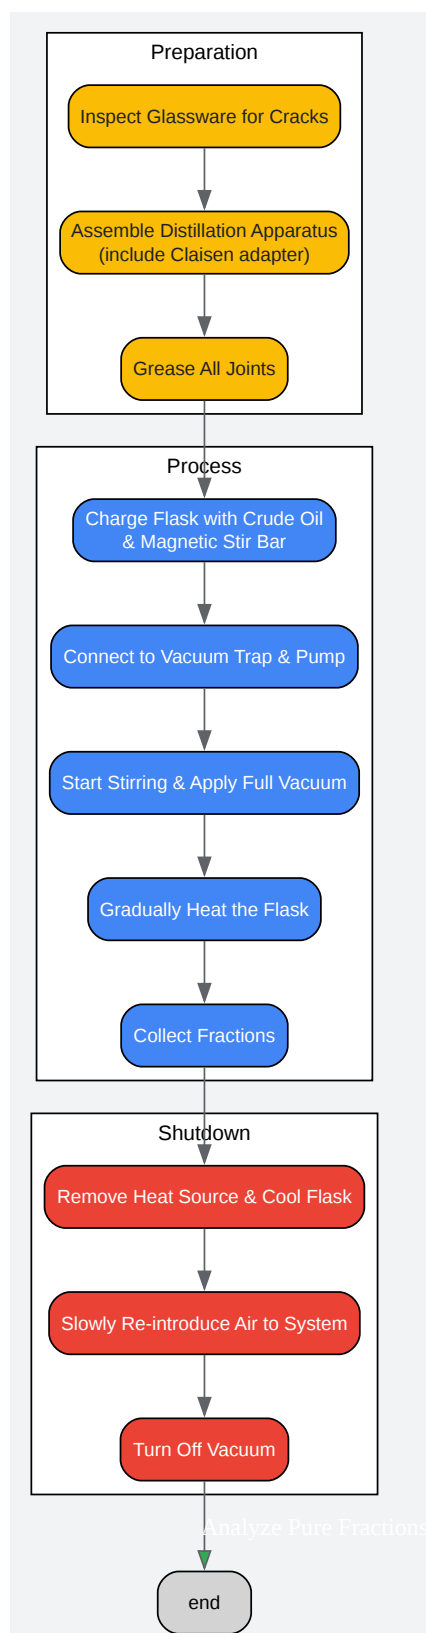 Preparation
Inspect Glassware for Cracks
Assemble Distillation Apparatus
(include Claisen adapter)
Grease All Joints
Process
Charge Flask with Crude Oil
& Magnetic Stir Bar
Connect to Vacuum Trap & Pump
Start Stirring & Apply Full Vacuum
Gradually Heat the Flask
Collect Fractions
Shutdown
Remove Heat Source & Cool Flask
Slowly Re-introduce Air to System
Turn Off Vacuum
Analyze Pure Fractions
end